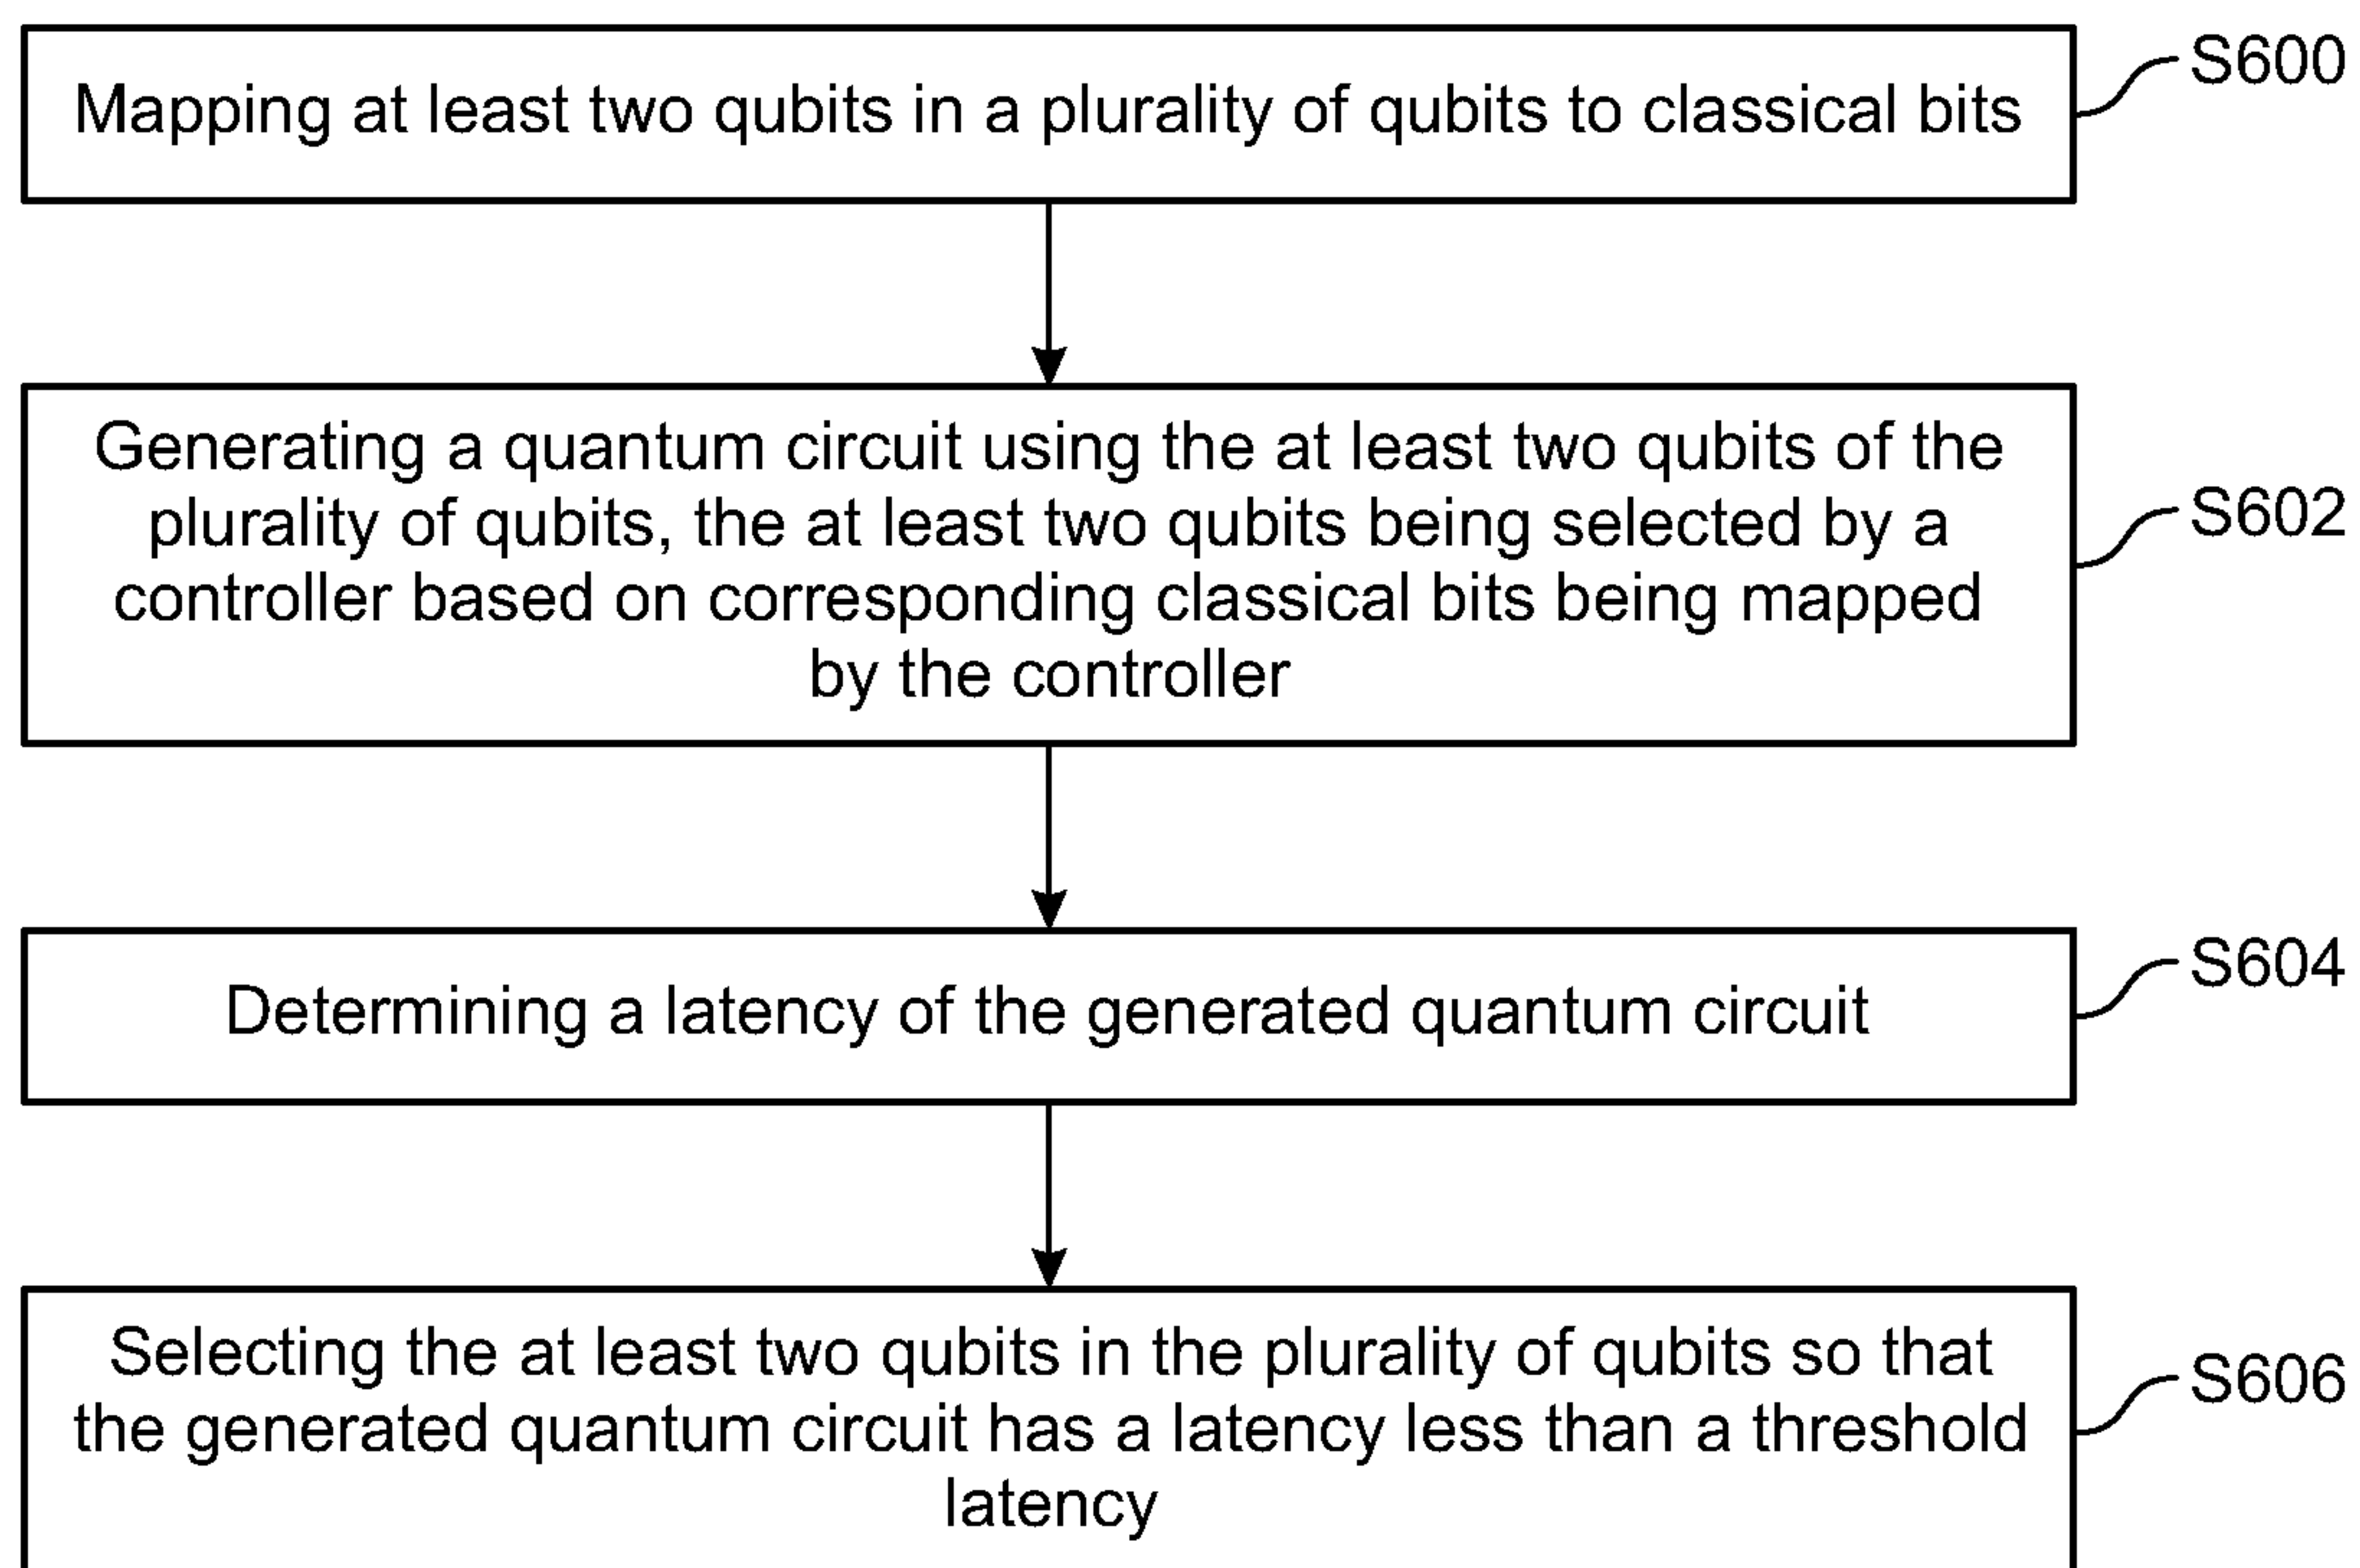 Mapping at least two qubits in a plurality of qubits to classical bits
S600
Generating a quantum circuit using the at least two qubits of the
plurality of qubits, the at least two qubits being selected by a
controller based on corresponding classical bits being mapped
by the controller
S602
Determining a latency of the generated quantum circuit
S604
Selecting the at least two qubits in the plurality of qubits so that
the generated quantum circuit has a latency less than a threshold
latency
S606